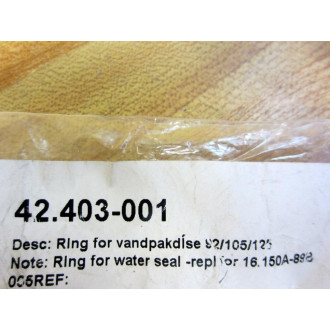 42.403-001
Desc: Ring for vandpakdíse 92/105/125
Note: Ring for water seal -repl for 16.150A-898
005REF: